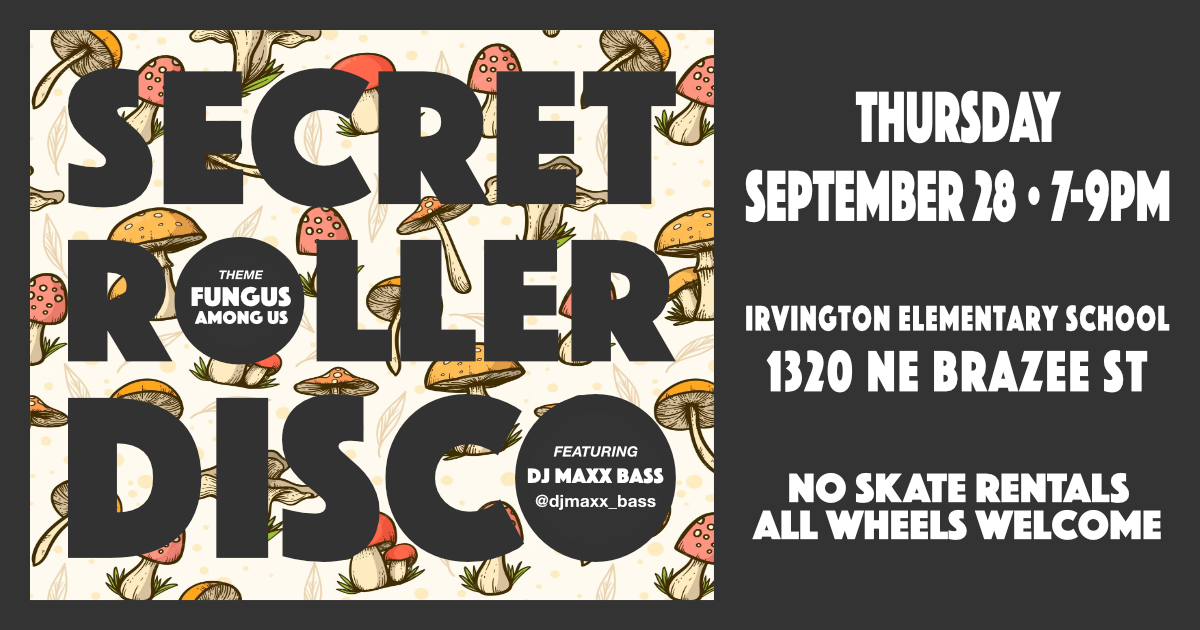 SECRET
ROLLER
THEME
FUNGUS
AMONG US
DISCO
FEATURING
DJ MAXX BASS
@djmaxx_bass
THURSDAY
SEPTEMBER 28 • 7-9PM
IRVINGTON ELEMENTARY SCHOOL
1320 NE BRAZEE ST
NO SKATE RENTALS
ALL WHEELS WELCOME